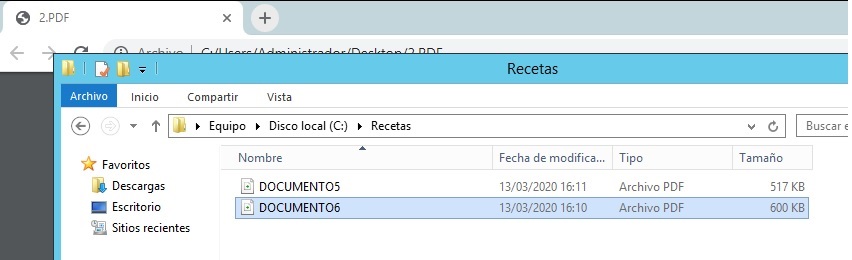 2.PDF
Archivo C:/Users/Administrador/Desktop/2.PDF
Recetas
Archivo Inicio Compartir Vista
Equipo Disco local (C:) Recetas
Buscar e
Favoritos
Descargas
Escritorio
Sitios recientes
Nombre Fecha de modifica... Tipo Tamaño
DOCUMENTO5 13/03/2020 16:11 Archivo PDF 517 KB
DOCUMENTO6 13/03/2020 16:10 Archivo PDF 600 KB